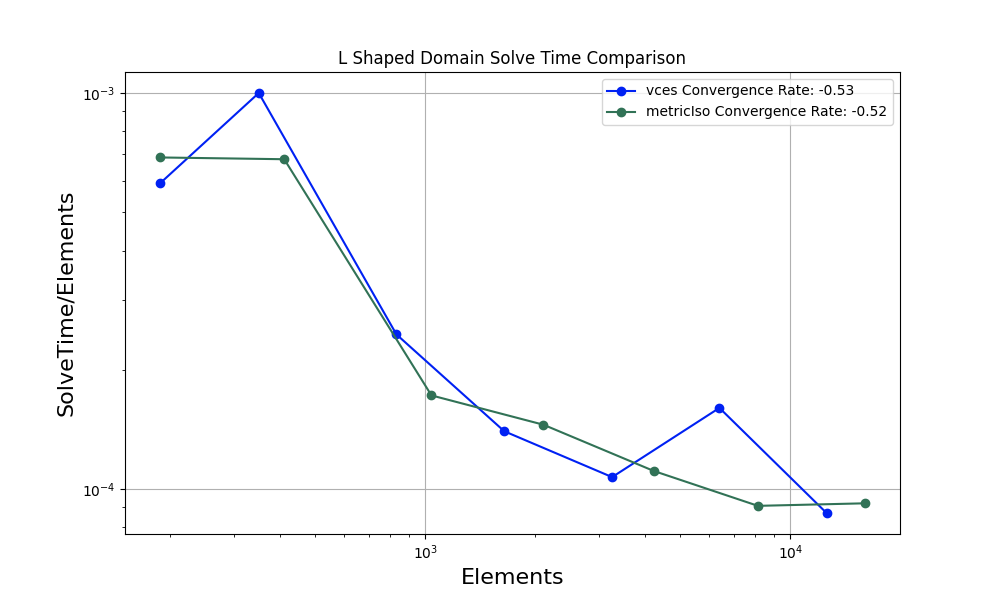 L Shaped Domain Solve Time Comparison
vces Convergence Rate: -0.53
metricIso Convergence Rate: -0.52
SolveTime/Elements
10⁻³
10⁻⁴
10³
10⁴
Elements